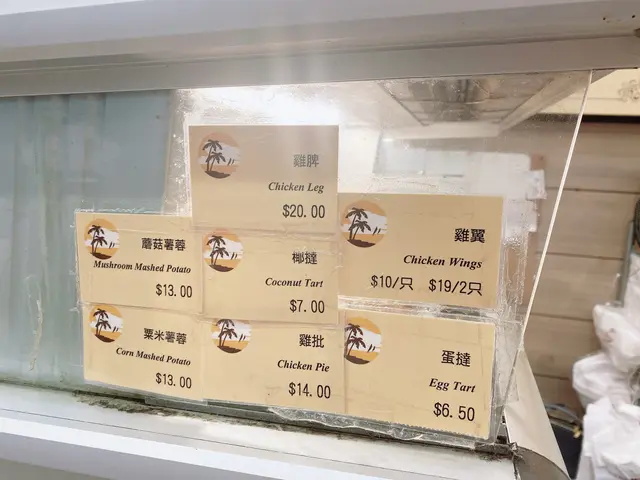 雞脾
Chicken Leg
$20.00
蘑菇薯蓉
Mushroom Mashed Potato
$13.00
椰撻
Coconut Tart
$7.00
雞翼
Chicken Wings
$10/只 $19/2只
粟米薯蓉
Corn Mashed Potato
$13.00
雞批
Chicken Pie
$14.00
蛋撻
Egg Tart
$6.50